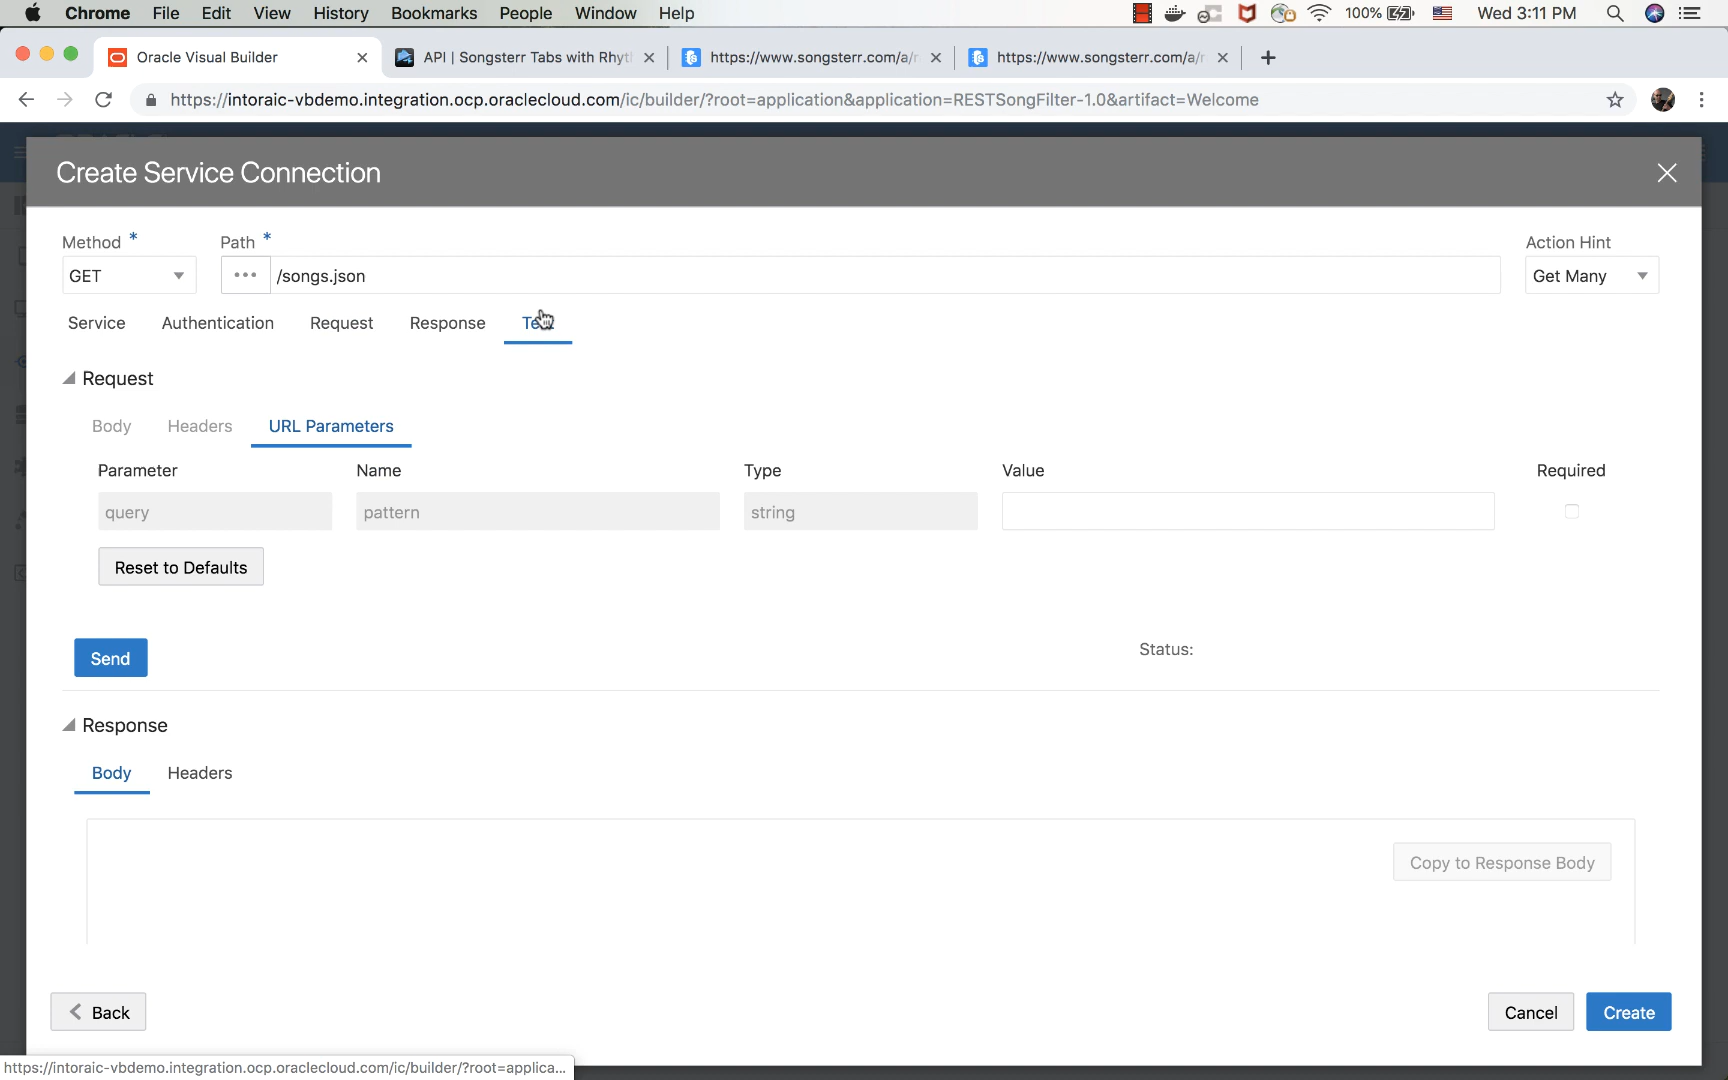 Chrome File Edit View History Bookmarks People Window Help 100% Wed 3:11 PM
Oracle Visual Builder API | Songsterr Tabs with Rhyt https://www.songsterr.com/a/r https://www.songsterr.com/a/r
https://intoraic-vbdemo.integration.ocp.oraclecloud.com/ic/builder/?root=application&application=RESTSongFilter-1.0&artifact=Welcome
Create Service Connection
Method * Path * Action Hint
GET ••• /songs.json Get Many
Service Authentication Request Response
Request
Body Headers URL Parameters
Parameter Name Type Value Required
query pattern string
Reset to Defaults
Send Status:
Response
Body Headers
Copy to Response Body
Back Cancel Create
https://intoraic-vbdemo.integration.ocp.oraclecloud.com/ic/builder/?root=applica...